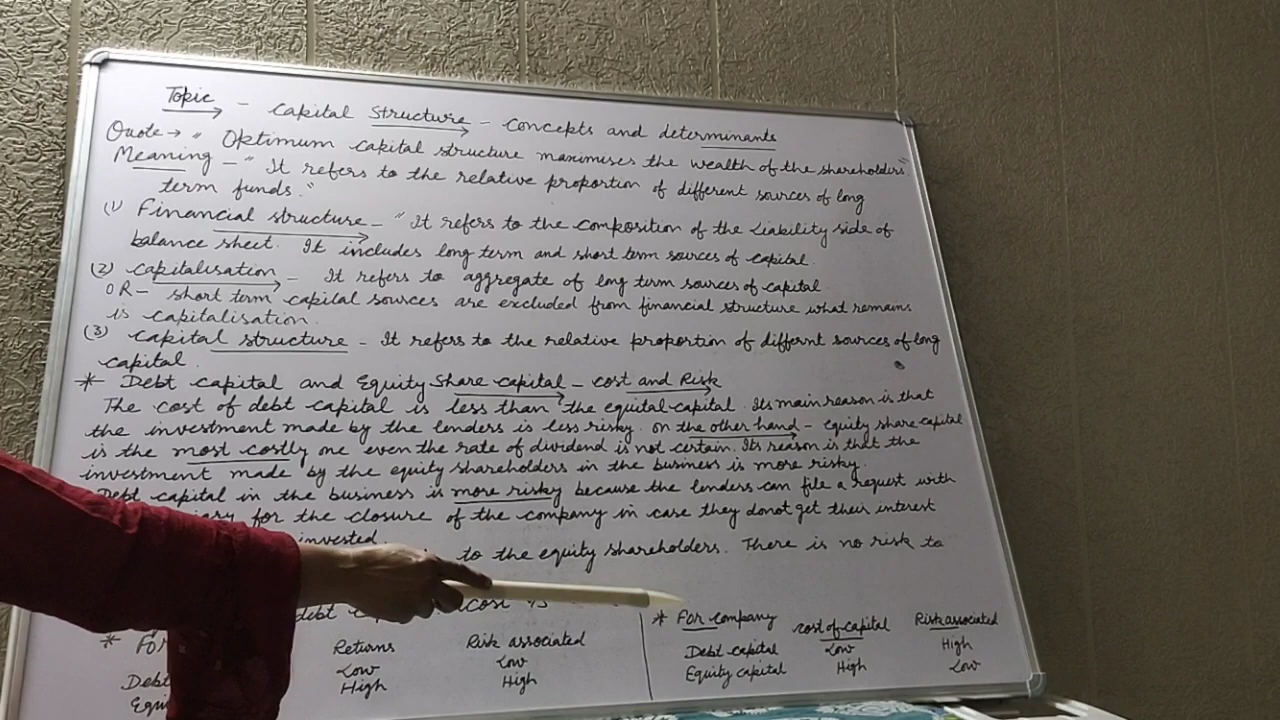 Topic - Capital Structure - Concepts and determinants
Quote → " Optimum capital structure maximises the wealth of the shareholders"
Meaning - " It refers to the relative proportion of different sources of long
term funds."
(1) Financial structure - " It refers to the composition of the Liability side of
balance sheet. It includes long term and short term sources of capital.
(2) capitalisation - It refers to aggregate of long term sources of capital
OR - short term capital sources are excluded from financial structure what remains
is capitalisation.
(3) Capital structure - It refers to the relative proportion of differnt sources of long
capital.
* Debt capital and Equity Share capital - cost and Risk
The cost of debt capital is less than the equital capital. Its main reason is that
the investment made by the lenders is less risky. on the other hand - equity share capital
is the most costly one even the rate of dividend is not certain. Its reason is that the
investment made by the equity shareholders in the business is more risky.
Debt capital in the business is more risky because the lenders can file a request with
for the closure of the company in case they donot get their interest
invested.
to the equity shareholders. There is no risk to
debt
* For
Returns Risk associated
Debt Low Low
High High
* For company cost of capital Risk associated
Debt capital Low High
Equity capital High Low